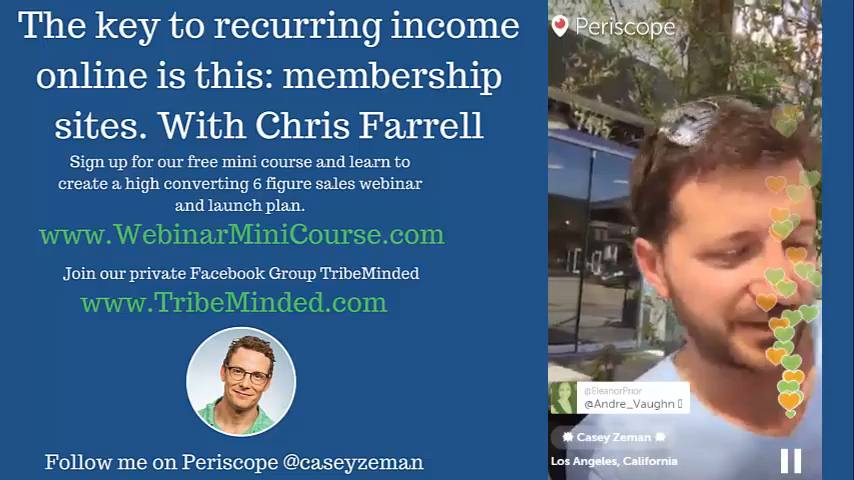 The key to recurring income
online is this: membership
sites. With Chris Farrell
Sign up for our free mini course and learn to
create a high converting 6 figure sales webinar
and launch plan.
www.WebinarMiniCourse.com
Join our private Facebook Group TribeMinded
www.TribeMinded.com
Follow me on Periscope @caseyzeman
Periscope
@EleanorPrior
@Andre_Vaughn
Casey Zeman
Los Angeles, California